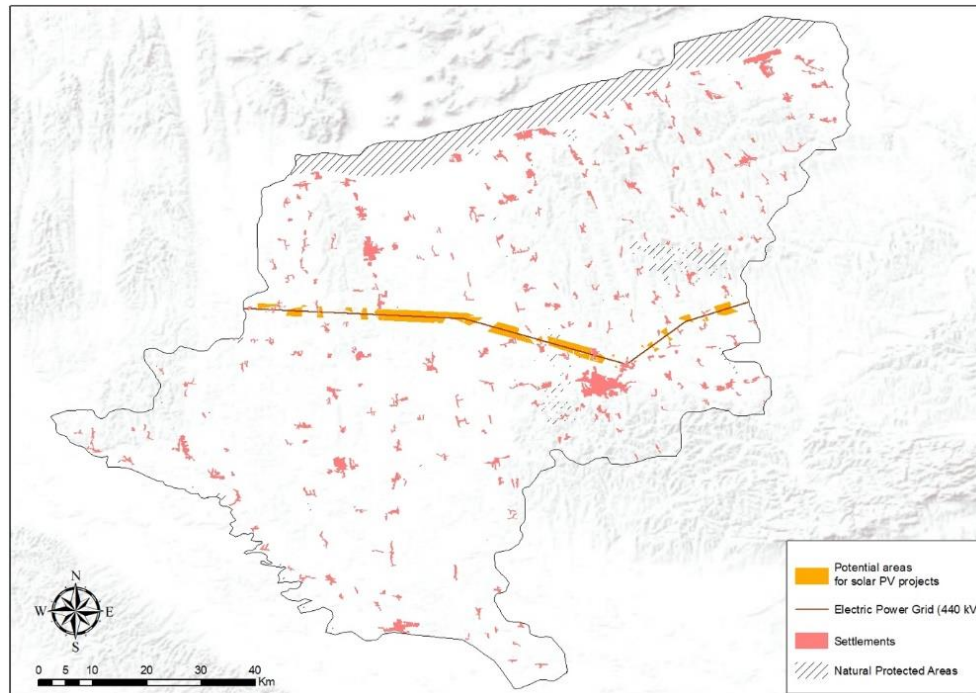 N
W E
S
0 5 10 20 30 40
Km
Potential areas
for solar PV projects
Electric Power Grid (440 kV
Settlements
Natural Protected Areas